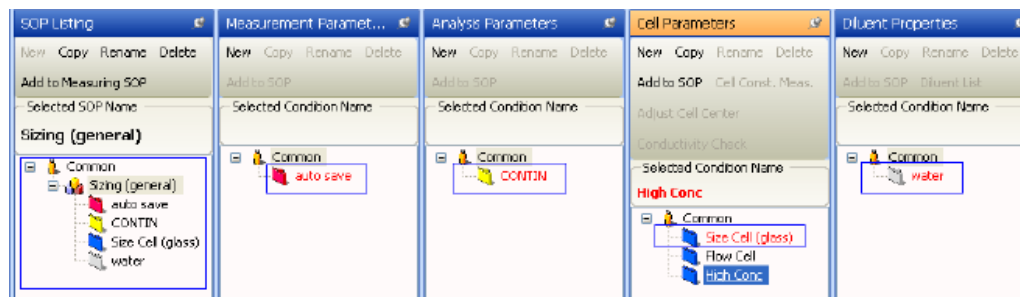 SOP Listing
New Copy Rename Delete
Add to Measuring SOP
Selected SOP Name
Sizing (general)
Common
Sizing (general)
auto save
CONTIN
Size Cell (glass)
water
Measurement Paramet...
New Copy Rename Delete
Add to SOP
Selected Condition Name
Common
auto save
Analysis Parameters
New Copy Rename Delete
Add to SOP
Selected Condition Name
Common
CONTIN
Cell Parameters
New Copy Rename Delete
Add to SOP Cell Const. Meas.
Adjust Cell Center
Conductivity Check
Selected Condition Name
High Conc
Common
Size Cell (glass)
Flow Cell
High Conc
Diluent Properties
New Copy Rename Delete
Add to SOP Diluent List
Selected Condition Name
Common
water